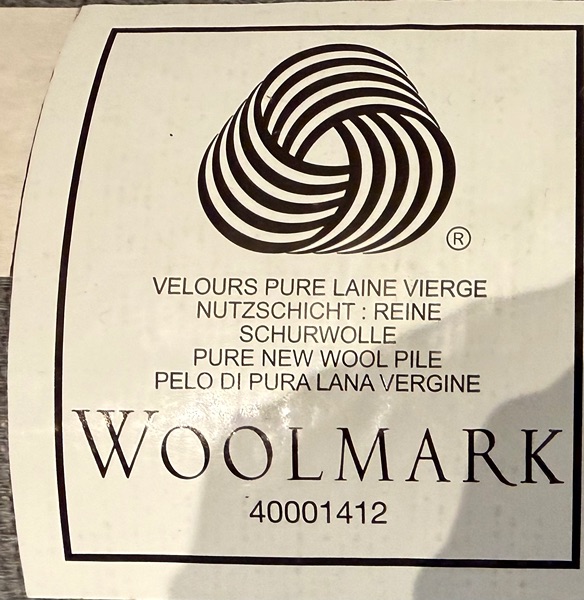 ®
VELOURS PURE LAINE VIERGE
NUTZSCHICHT : REINE
SCHURWOLLE
PURE NEW WOOL PILE
PELO DI PURA LANA VERGINE
WOOLMARK
40001412